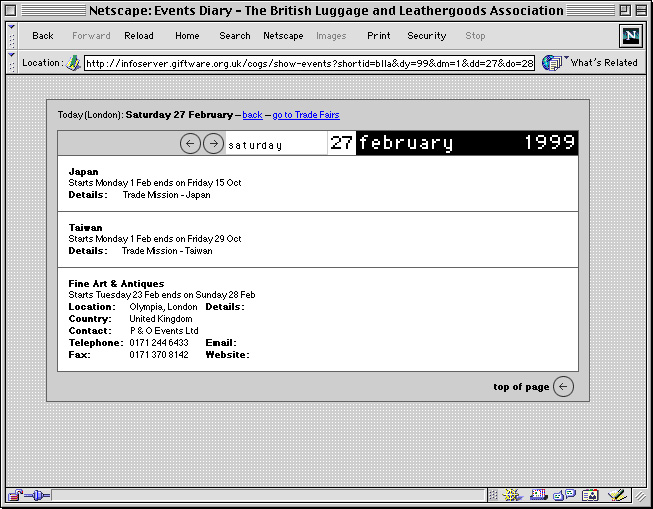 Netscape: Events Diary - The British Luggage and Leathergoods Association
Back Forward Reload Home Search Netscape Images Print Security Stop
N
Location: http://infoserver.giftware.org.uk/cogs/show-events?shortid=blla&dy=99&dm=1&dd=27&do=28 What's Related
Today (London): Saturday 27 February – back – go to Trade Fairs
saturday 27 february 1999
Japan
Starts Monday 1 Feb ends on Friday 15 Oct
Details: Trade Mission - Japan
Taiwan
Starts Monday 1 Feb ends on Friday 29 Oct
Details: Trade Mission - Taiwan
Fine Art & Antiques
Starts Tuesday 23 Feb ends on Sunday 28 Feb
Location: Olympia, London Details:
Country: United Kingdom
Contact: P & O Events Ltd
Telephone: 0171 244 6433 Email:
Fax: 0171 370 8142 Website:
top of page